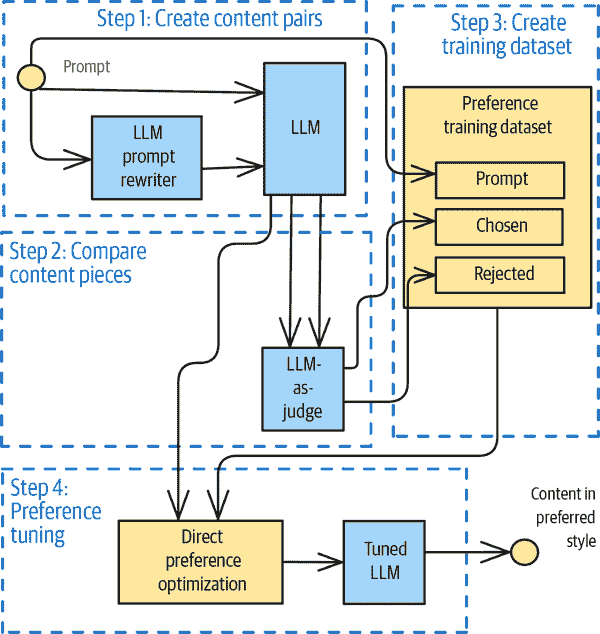 Step 1: Create content pairs
Prompt
LLM
prompt
rewriter
LLM
Step 2: Compare
content pieces
LLM-
as-
judge
Step 3: Create
training dataset
Preference
training dataset
Prompt
Chosen
Rejected
Step 4:
Preference
tuning
Direct
preference
optimization
Tuned
LLM
Content in
preferred
style